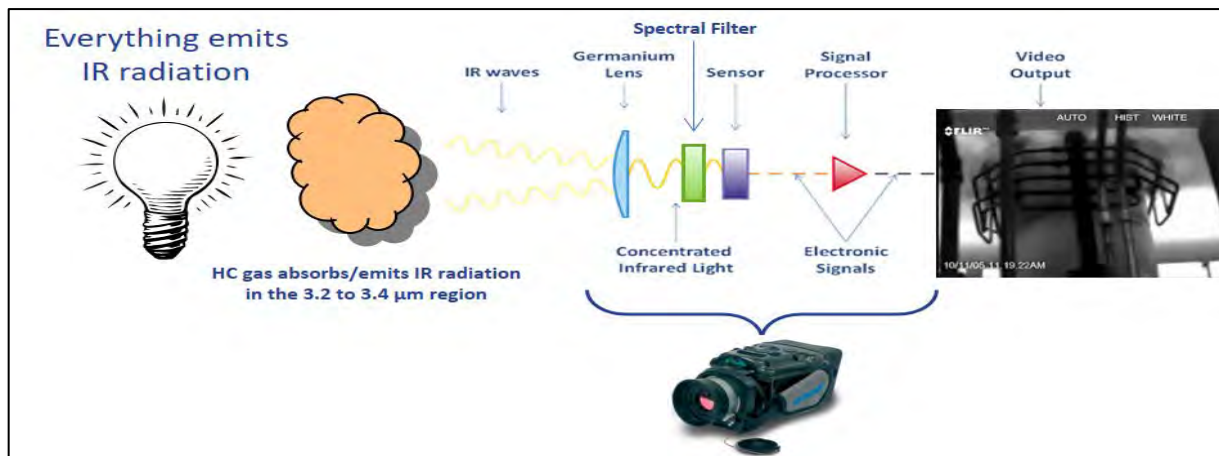 Everything emits
IR radiation
IR waves
Germanium
Lens
Spectral Filter
Sensor
Signal
Processor
Video
Output
AUTO HIST WHITE
FLIR
10/11/05 11.19.22AM
Concentrated
Infrared Light
Electronic
Signals
HC gas absorbs/emits IR radiation
in the 3.2 to 3.4 µm region